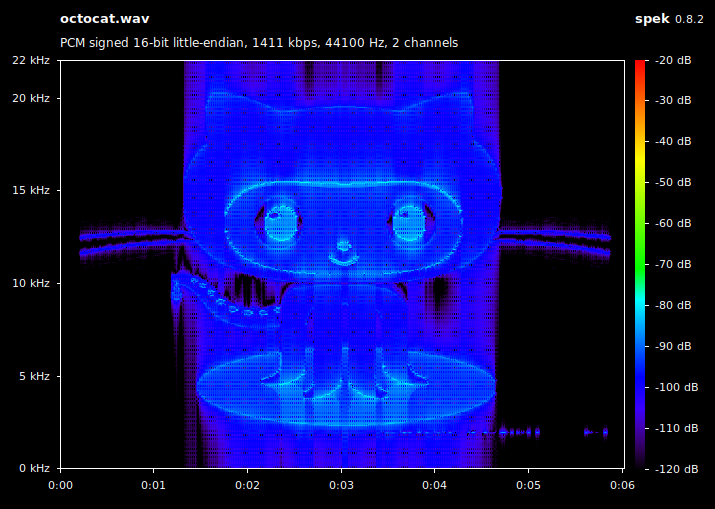 octocat.wav
spek 0.8.2
PCM signed 16-bit little-endian, 1411 kbps, 44100 Hz, 2 channels
22 kHz
20 kHz
15 kHz
10 kHz
5 kHz
0 kHz
0:00 0:01 0:02 0:03 0:04 0:05 0:06
-20 dB
-30 dB
-40 dB
-50 dB
-60 dB
-70 dB
-80 dB
-90 dB
-100 dB
-110 dB
-120 dB